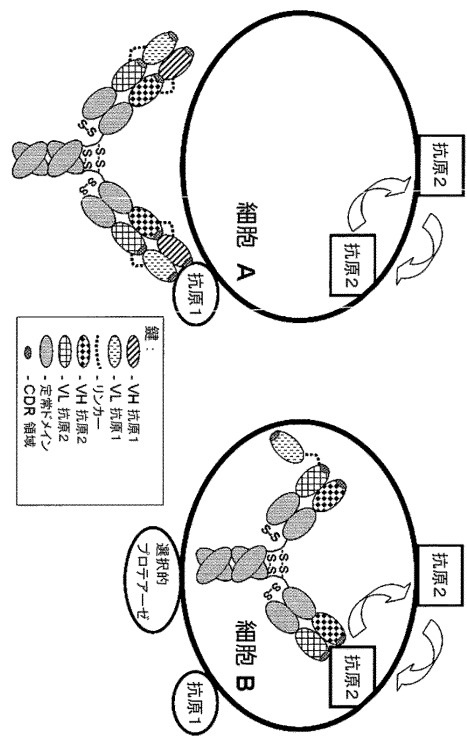 抗原2
抗原2
細胞 A
抗原1
S-S
S-S
S-S
S-S
鍵：
- VH 抗原1
- VL 抗原1
- リンカー
- VH 抗原2
- VL 抗原2
- 定常ドメイン
- CDR 領域
抗原2
抗原2
細胞 B
抗原1
選択的
プロテアーゼ
S-S
S-S
S-S
S-S